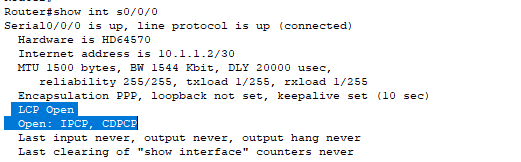 Router#show int s0/0/0
Serial0/0/0 is up, line protocol is up (connected)
Hardware is HD64570
Internet address is 10.1.1.2/30
MTU 1500 bytes, BW 1544 Kbit, DLY 20000 usec,
reliability 255/255, txload 1/255, rxload 1/255
Encapsulation PPP, loopback not set, keepalive set (10 sec)
LCP Open
Open: IPCP, CDPCP
Last input never, output never, output hang never
Last clearing of "show interface" counters never